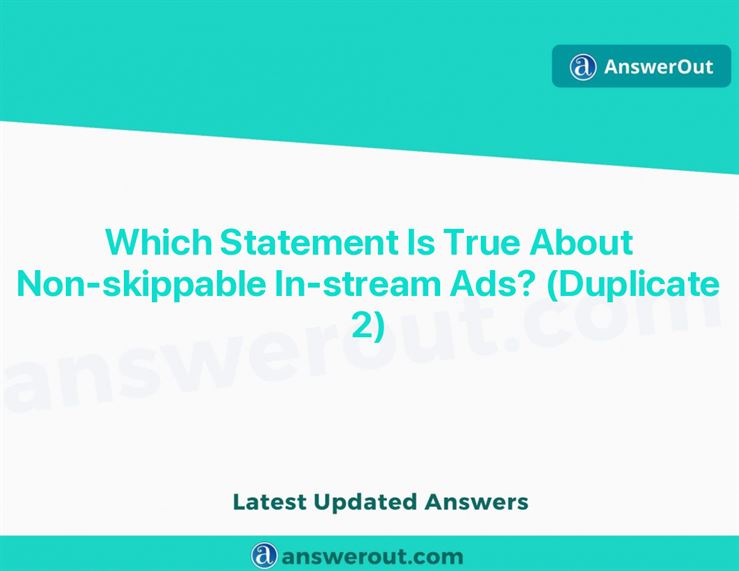 AnswerOut
Which Statement Is True About
Non-skippable In-stream Ads? (Duplicate
2)
answerout.com
Latest Updated Answers
answerout.com